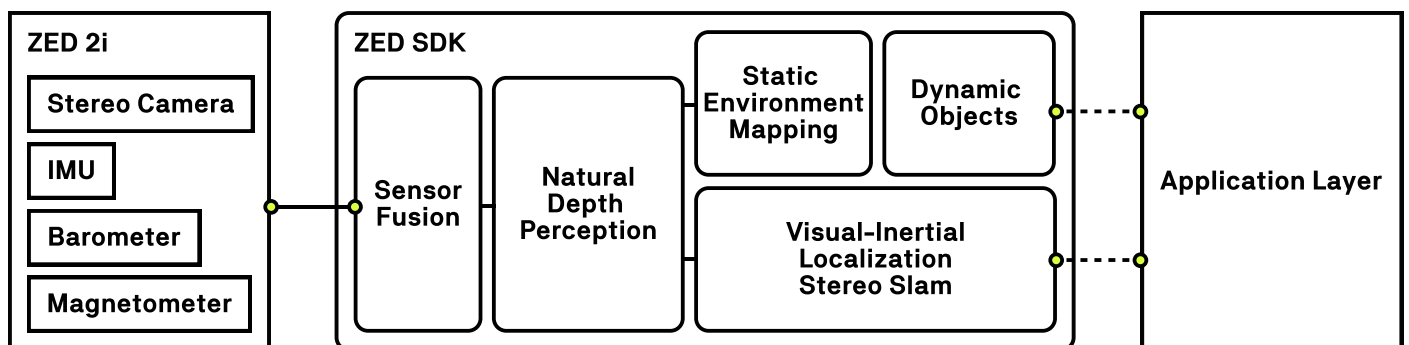 ZED 2i
Stereo Camera
IMU
Barometer
Magnetometer
ZED SDK
Sensor
Fusion
Natural
Depth
Perception
Static
Environment
Mapping
Dynamic
Objects
Visual-Inertial
Localization
Stereo Slam
Application Layer